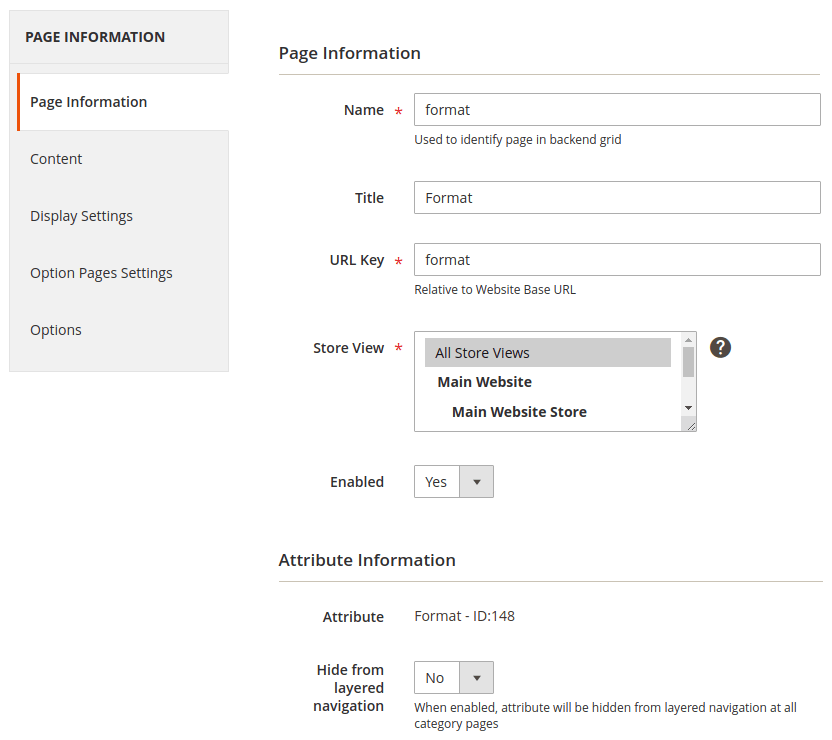 PAGE INFORMATION
Page Information
Content
Display Settings
Option Pages Settings
Options
Page Information
Name *
format
Used to identify page in backend grid
Title
Format
URL Key *
format
Relative to Website Base URL
Store View *
All Store Views
Main Website
Main Website Store
?
Enabled
Yes
Attribute Information
Attribute
Format - ID:148
Hide from
layered
navigation
No
When enabled, attribute will be hidden from layered navigation at all
category pages